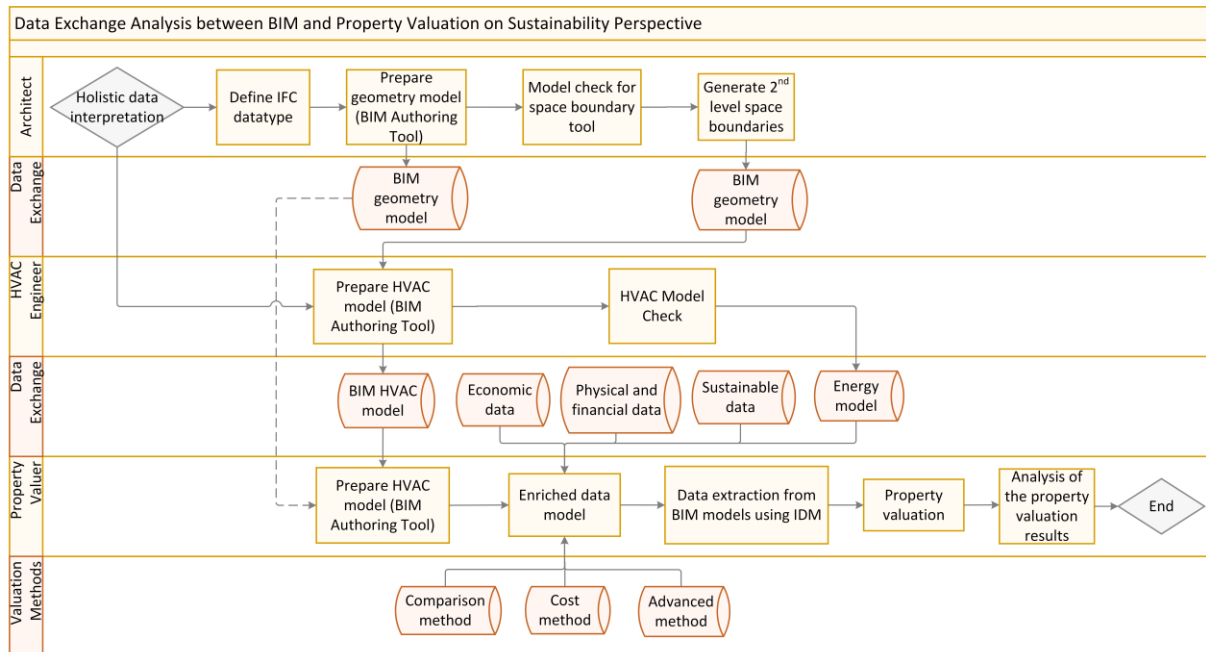 Data Exchange Analysis between BIM and Property Valuation on Sustainability Perspective
Architect
Holistic data
interpretation
Define IFC
datatype
Prepare
geometry model
(BIM Authoring
Tool)
Model check for
space boundary
tool
Generate 2nd
level space
boundaries
Data
Exchange
BIM
geometry
model
BIM
geometry
model
HVAC
Engineer
Prepare HVAC
model (BIM
Authoring Tool)
HVAC Model
Check
Data
Exchange
BIM HVAC
model
Economic
data
Physical and
financial data
Sustainable
data
Energy
model
Property
Valuer
Prepare HVAC
model (BIM
Authoring Tool)
Enriched data
model
Data extraction from
BIM models using IDM
Property
valuation
Analysis of
the property
valuation
results
End
Valuation
Methods
Comparison
method
Cost
method
Advanced
method